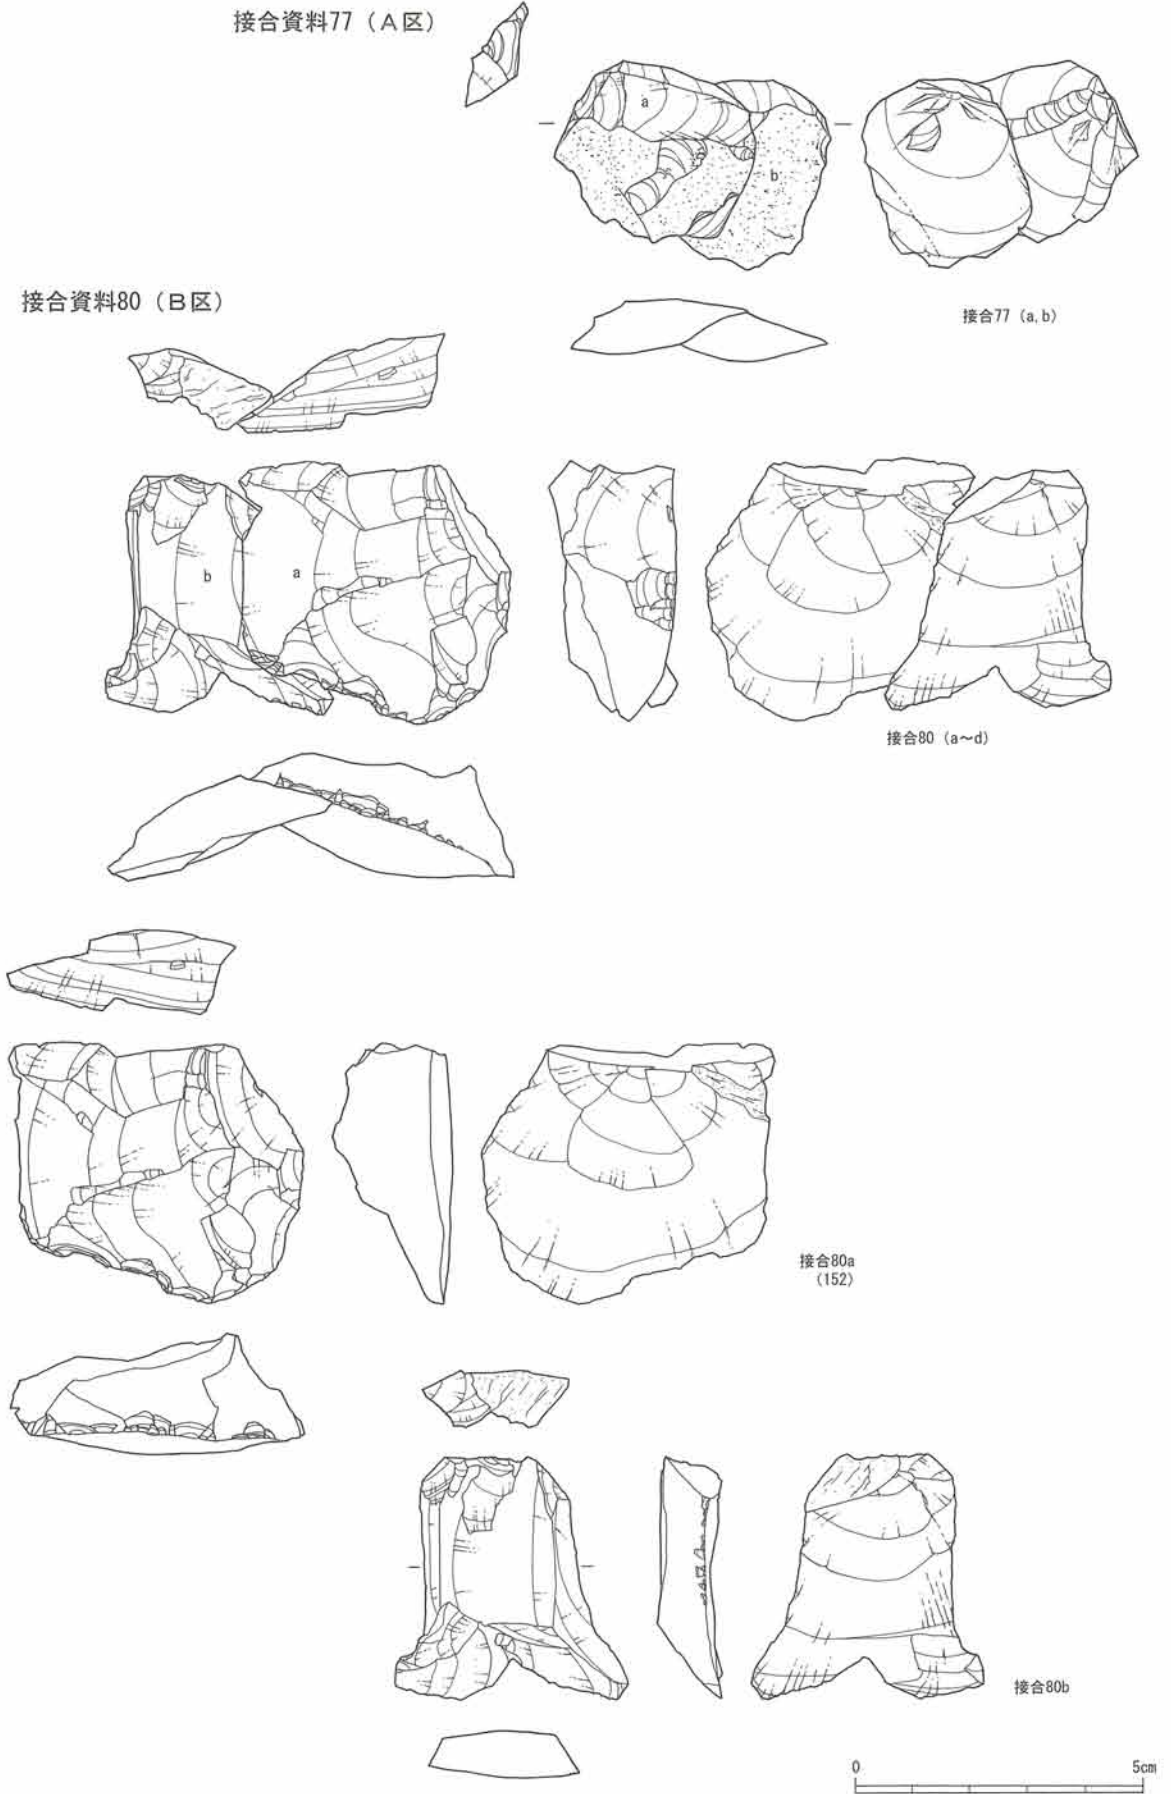 接合資料77（A区）
a
b
接合77（a,b）
接合資料80（B区）
b
a
接合80（a～d）
接合80a
（152）
接合80b
0 5cm